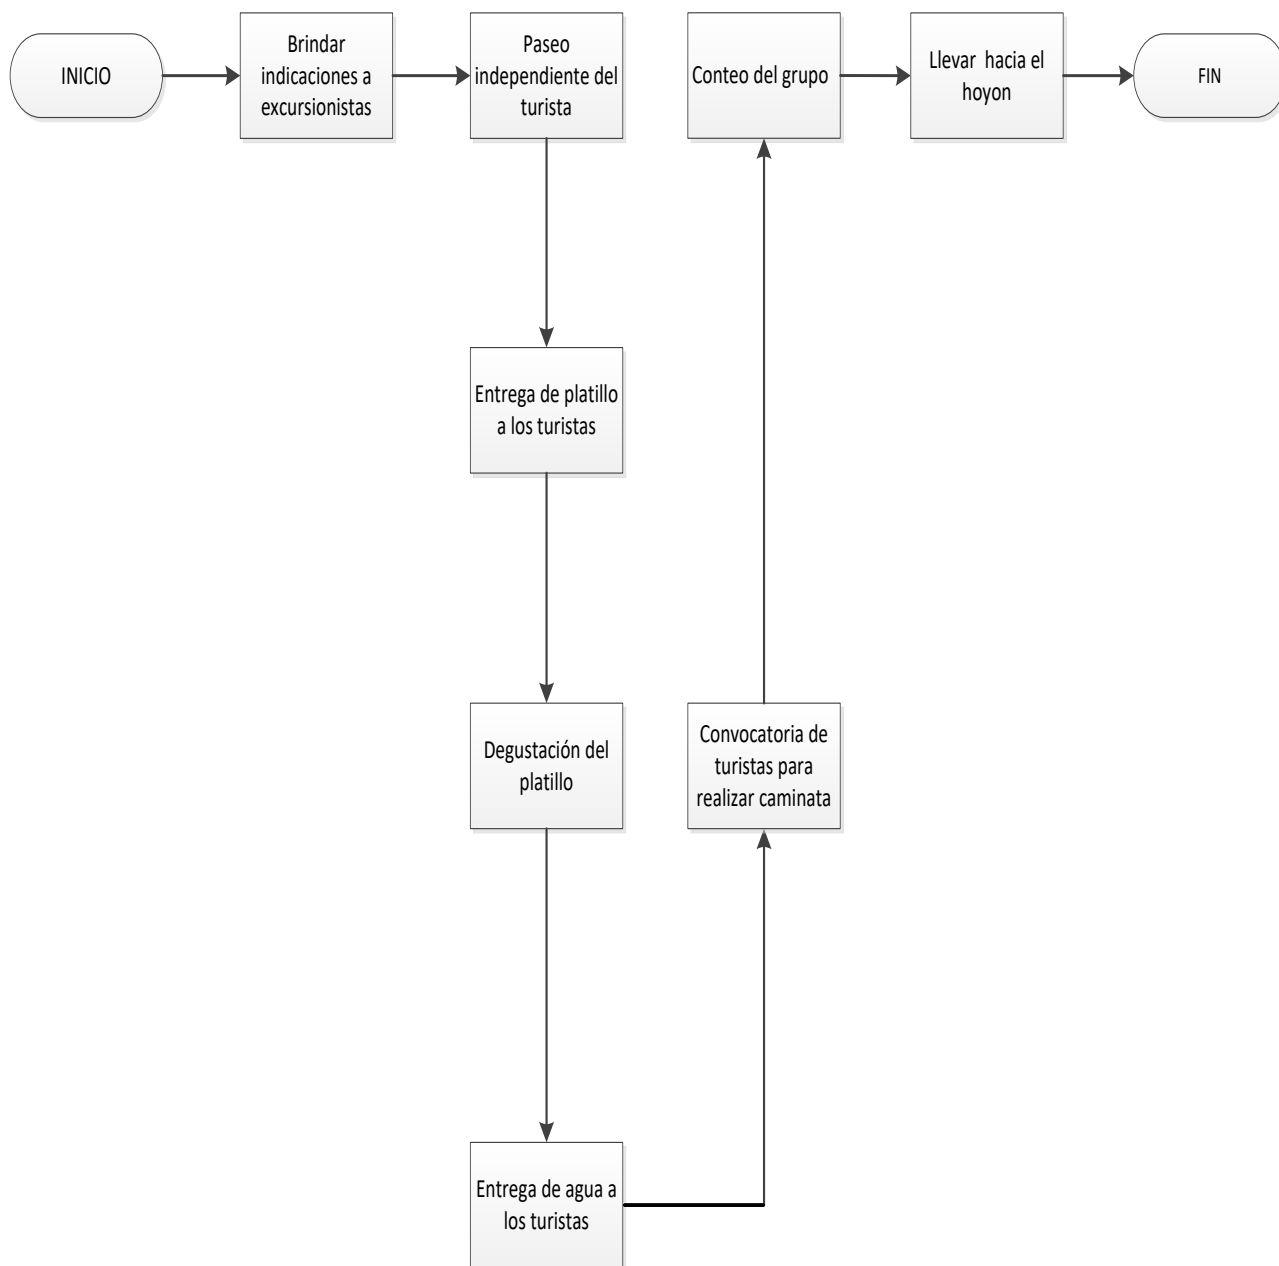 INICIO
Brindar
indicaciones a
excursionistas
Paseo
independiente del
turista
Entrega de platillo
a los turistas
Degustación del
platillo
Entrega de agua a
los turistas
Convocatoria de
turistas para
realizar caminata
Conteo del grupo
Llevar hacia el
hoyon
FIN